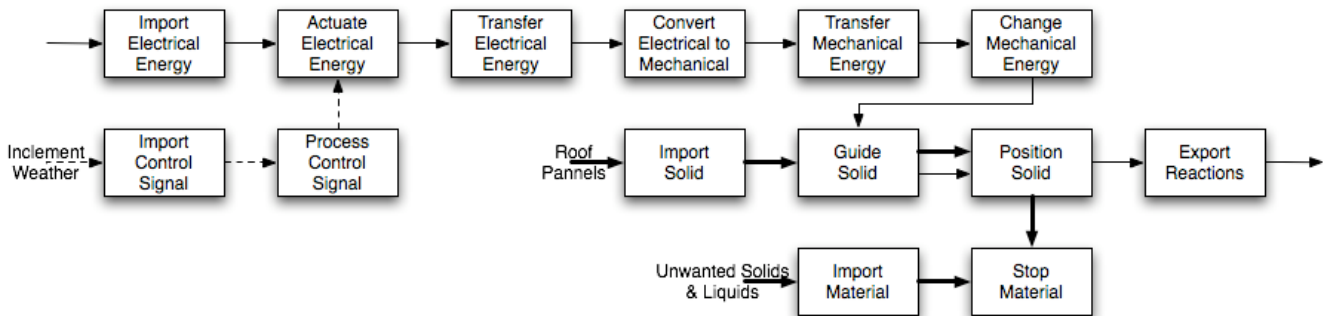 Import
Electrical
Energy
Actuate
Electrical
Energy
Transfer
Electrical
Energy
Convert
Electrical to
Mechanical
Transfer
Mechanical
Energy
Change
Mechanical
Energy
Inclement
Weather
Import
Control
Signal
Process
Control
Signal
Roof
Pannels
Import
Solid
Guide
Solid
Position
Solid
Export
Reactions
Unwanted Solids
& Liquids
Import
Material
Stop
Material